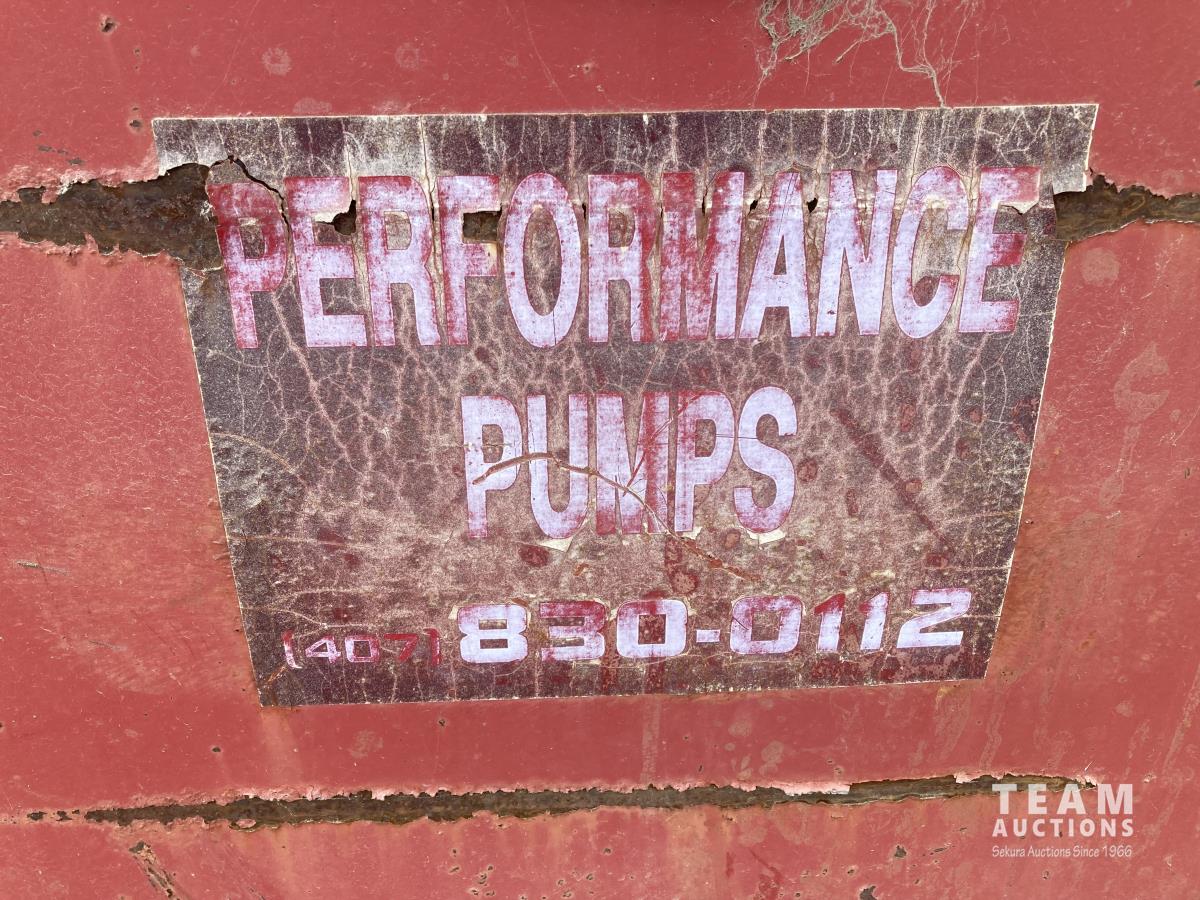 PERFORMANCE
PUMPS
(407) 830-0112
TEAM
AUCTIONS
Sekura Auctions Since 1966